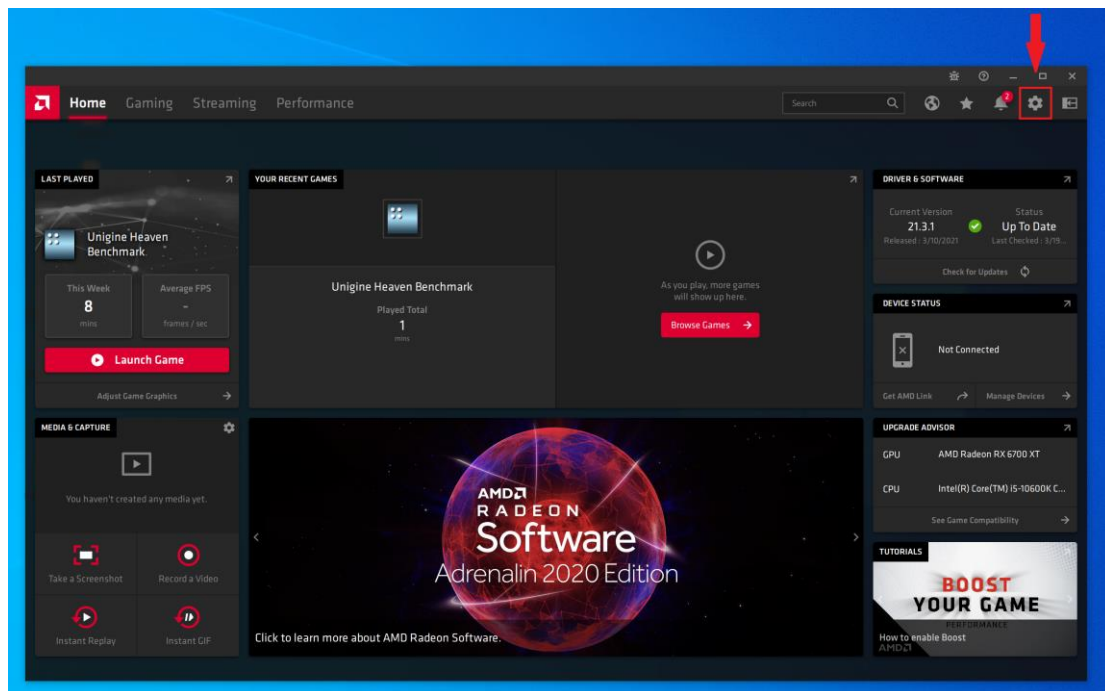 Home Gaming Streaming Performance
Search
2
LAST PLAYED
Unigine Heaven
Benchmark
This Week
8
mins
Average FPS
-
frames / sec
Launch Game
Adjust Game Graphics
YOUR RECENT GAMES
Unigine Heaven Benchmark
Played Total
1
mins
As you play, more games
will show up here.
Browse Games
DRIVER & SOFTWARE
Current Version
21.3.1
Released : 3/10/2021
Status
Up To Date
Last Checked : 3/19...
Check for Updates
DEVICE STATUS
Not Connected
Get AMD Link
Manage Devices
MEDIA & CAPTURE
You haven't created any media yet.
Take a Screenshot
Record a Video
Instant Replay
Instant GIF
AMD
RADEON
Software
Adrenalin 2020 Edition
Click to learn more about AMD Radeon Software.
UPGRADE ADVISOR
GPU AMD Radeon RX 6700 XT
CPU Intel(R) Core(TM) i5-10600K C...
See Game Compatibility
TUTORIALS
BOOST
YOUR GAME
PERFORMANCE
How to enable Boost
AMD